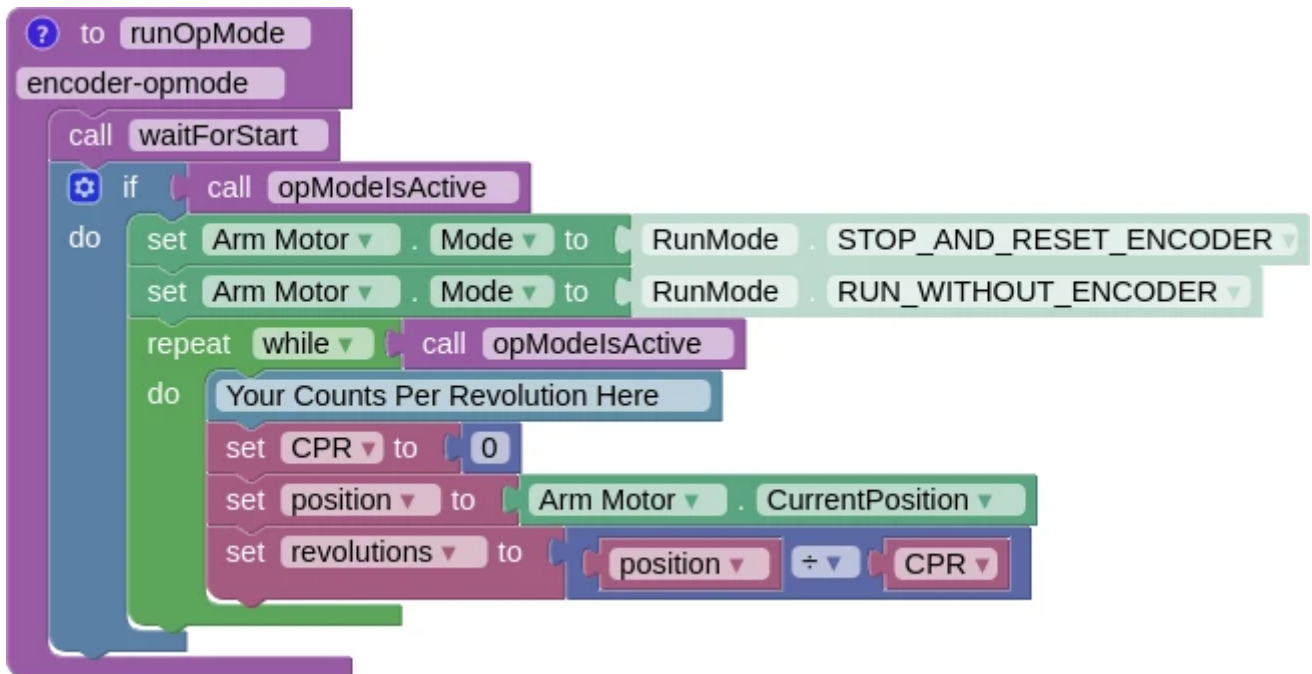 ? to runOpMode
encoder-opmode
call waitForStart
if call opModeIsActive
do set Arm Motor ▾ . Mode ▾ to RunMode . STOP_AND_RESET_ENCODER ▾
set Arm Motor ▾ . Mode ▾ to RunMode . RUN_WITHOUT_ENCODER ▾
repeat while ▾ call opModeIsActive
do Your Counts Per Revolution Here
set CPR ▾ to 0
set position ▾ to Arm Motor ▾ . CurrentPosition ▾
set revolutions ▾ to position ▾ ÷ ▾ CPR ▾